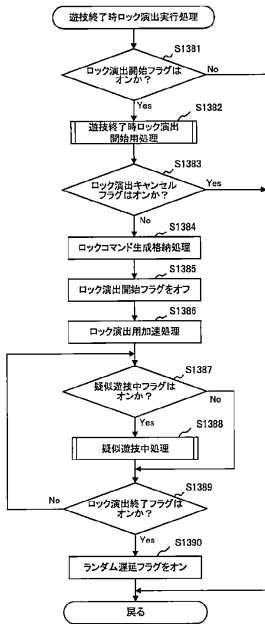 遊技終了時ロック演出実行処理
S1381
ロック演出開始フラグは
オンか?
No
Yes
S1382
遊技終了時ロック演出
開始用処理
S1383
ロック演出キャンセル
フラグはオンか?
Yes
No
S1384
ロックコマンド生成格納処理
S1385
ロック演出開始フラグをオフ
S1386
ロック演出用加速処理
S1387
疑似遊技中フラグは
オンか?
No
Yes
S1388
疑似遊技中処理
S1389
No
ロック演出終了フラグは
オンか?
Yes
S1390
ランダム遅延フラグをオン
戻る